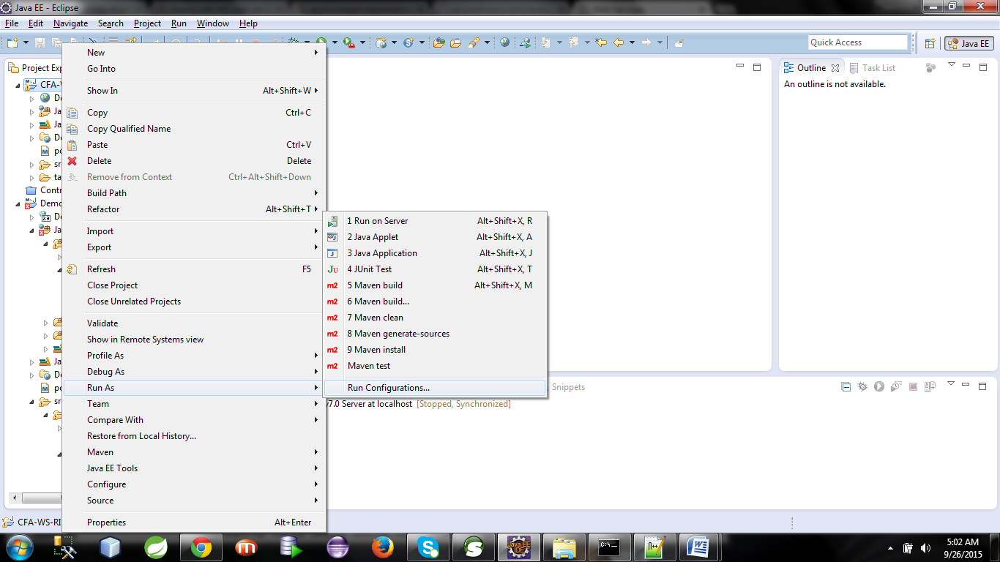 Java EE - Eclipse
File Edit Navigate Search Project Run Window Help
Quick Access
Java EE
Project Exp
CFA-W
De
Ja
Ja
De
po
sr
ta
Contr
Demo
De
Ja
Ja
De
po
sr
CFA-WS-RI
New
Go Into
Show In Alt+Shift+W
Copy Ctrl+C
Copy Qualified Name
Paste Ctrl+V
Delete Delete
Remove from Context Ctrl+Alt+Shift+Down
Build Path
Refactor Alt+Shift+T
Import
Export
Refresh F5
Close Project
Close Unrelated Projects
Validate
Show in Remote Systems view
Profile As
Debug As
Run As
Team
Compare With
Restore from Local History...
Maven
Java EE Tools
Configure
Source
Properties Alt+Enter
1 Run on Server Alt+Shift+X, R
2 Java Applet Alt+Shift+X, A
3 Java Application Alt+Shift+X, J
4 JUnit Test Alt+Shift+X, T
5 Maven build Alt+Shift+X, M
6 Maven build...
7 Maven clean
8 Maven generate-sources
9 Maven install
Maven test
Run Configurations...
Outline Task List
An outline is not available.
Snippets
v7.0 Server at localhost [Stopped, Synchronized]
5:02 AM
9/26/2015